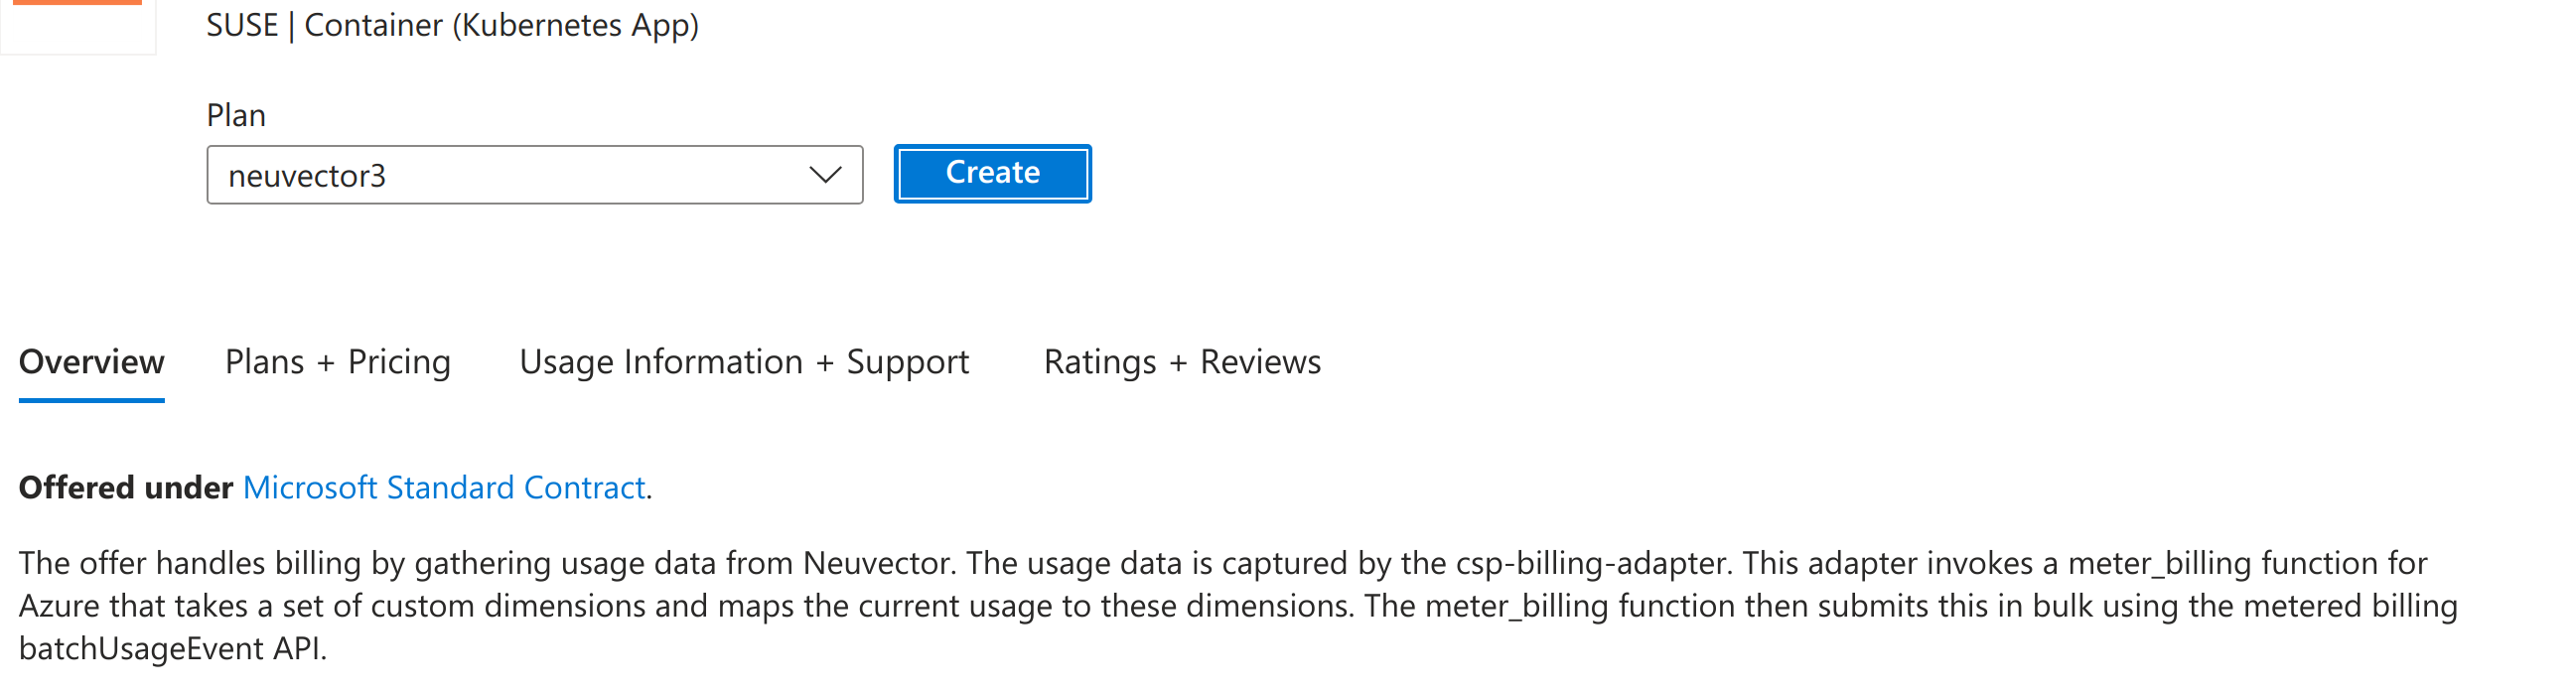 SUSE | Container (Kubernetes App)
Plan
neuvector3
Create
Overview Plans + Pricing Usage Information + Support Ratings + Reviews
Offered under Microsoft Standard Contract.
The offer handles billing by gathering usage data from Neuvector. The usage data is captured by the csp-billing-adapter. This adapter invokes a meter_billing function for
Azure that takes a set of custom dimensions and maps the current usage to these dimensions. The meter_billing function then submits this in bulk using the metered billing
batchUsageEvent API.